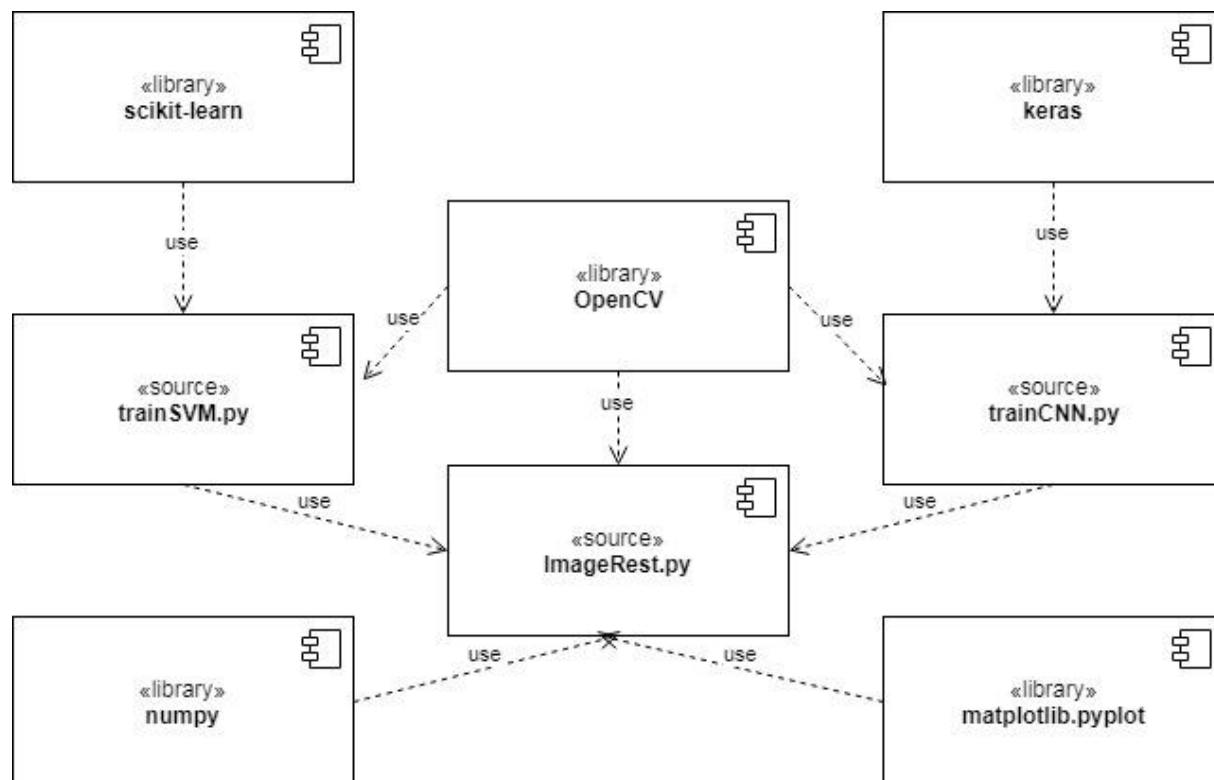 «library»
scikit-learn
«library»
keras
use
use
«library»
OpenCV
use
use
use
«source»
trainSVM.py
«source»
trainCNN.py
use
use
«source»
ImageRest.py
use
use
«library»
numpy
«library»
matplotlib.pyplot